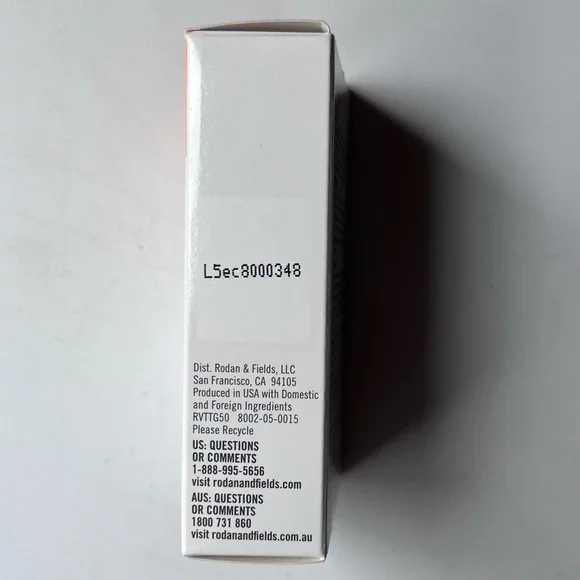 L5ec8000348
Dist. Rodan & Fields, LLC
San Francisco, CA 94105
Produced in USA with Domestic
and Foreign Ingredients
RVTTG50 8002-05-0015
Please Recycle
US: QUESTIONS
OR COMMENTS
1-888-995-5656
visit rodanandfields.com
AUS: QUESTIONS
OR COMMENTS
1800 731 860
visit rodanandfields.com.au